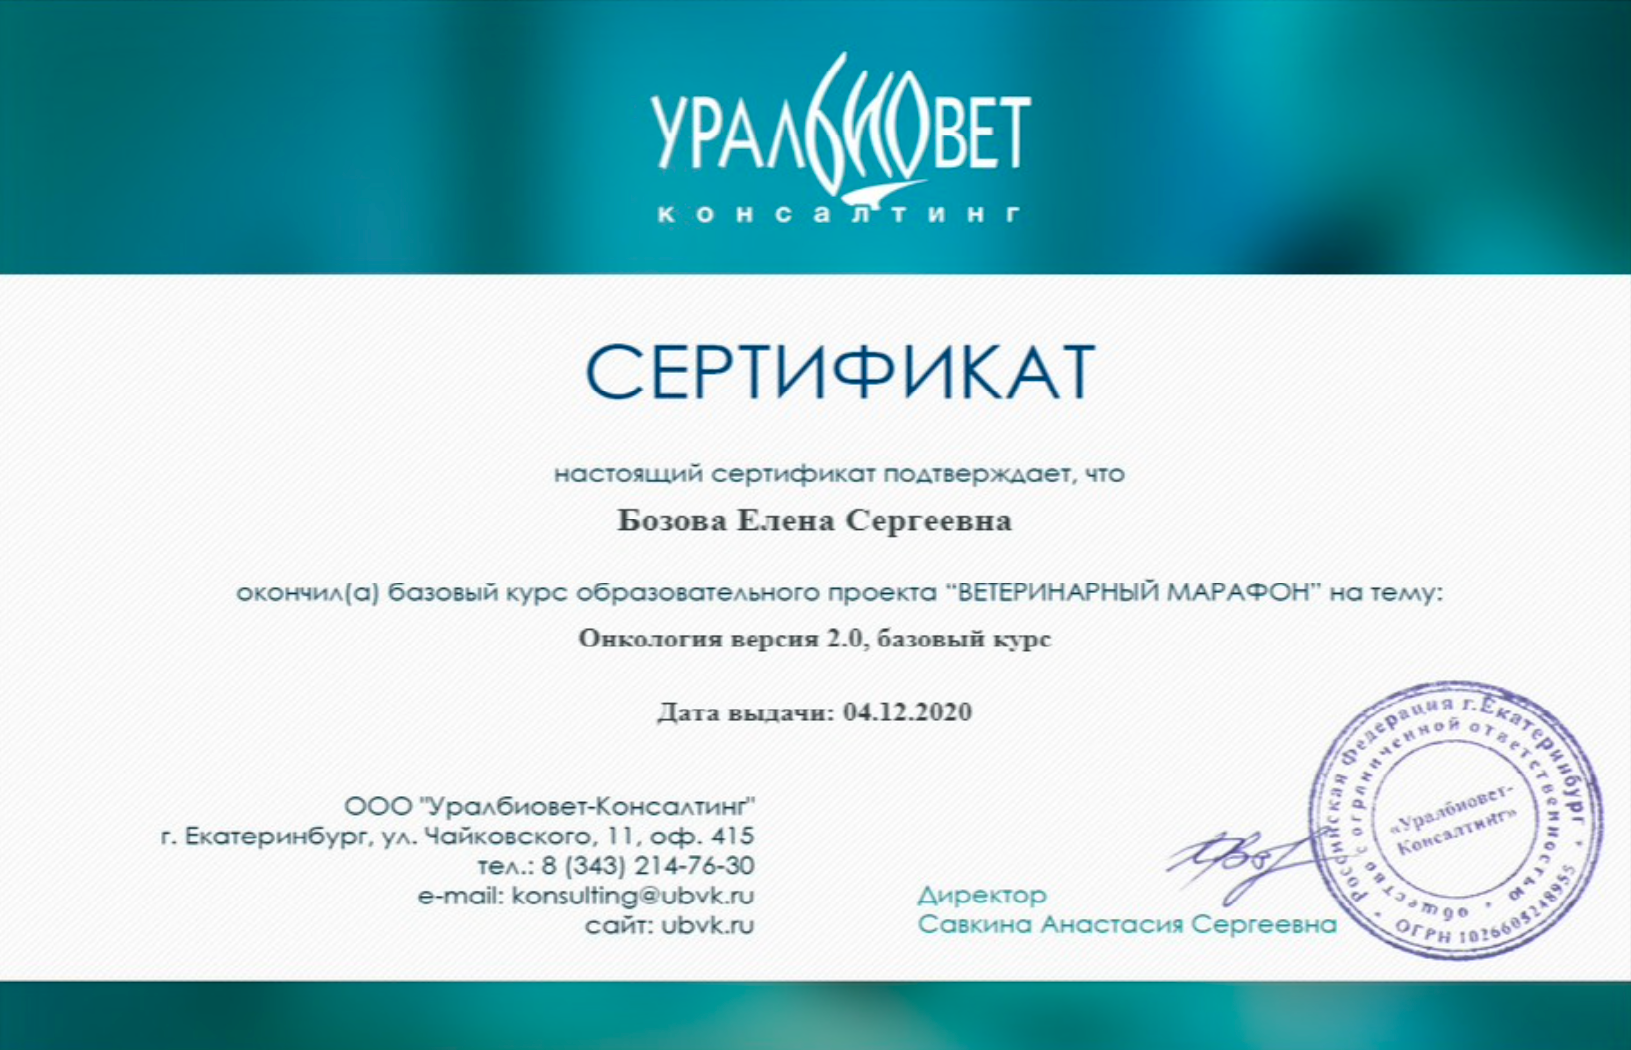 УРАЛБИОВЕТ
консалтинг
СЕРТИФИКАТ
настоящий сертификат подтверждает, что
Бозова Елена Сергеевна
окончил(а) базовый курс образовательного проекта “ВЕТЕРИНАРНЫЙ МАРАФОН” на тему:
Онкология версия 2.0, базовый курс
Дата выдачи: 04.12.2020
ООО "Уралбиовет-Консалтинг"
г. Екатеринбург, ул. Чайковского, 11, оф. 415
тел.: 8 (343) 214-76-30
e-mail: konsulting@ubvk.ru
сайт: ubvk.ru
Директор
Савкина Анастасия Сергеевна
Российская Федерация г.Екатеринбург
общество с ограниченной ответственностью
«Уралбиовет-
Консалтинг»
ОГРН 1026605248955